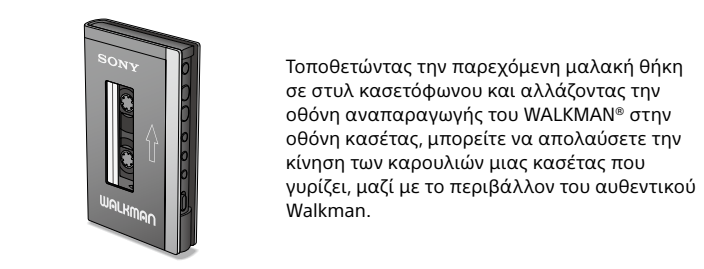 SONY
WALKMAN
Τοποθετώντας την παρεχόμενη μαλακή θήκη
σε στυλ κασετόφωνου και αλλάζοντας την
οθόνη αναπαραγωγής του WALKMAN® στην
οθόνη κασέτας, μπορείτε να απολαύσετε την
κίνηση των καρουλιών μιας κασέτας που
γυρίζει, μαζί με το περιβάλλον του αυθεντικού
Walkman.